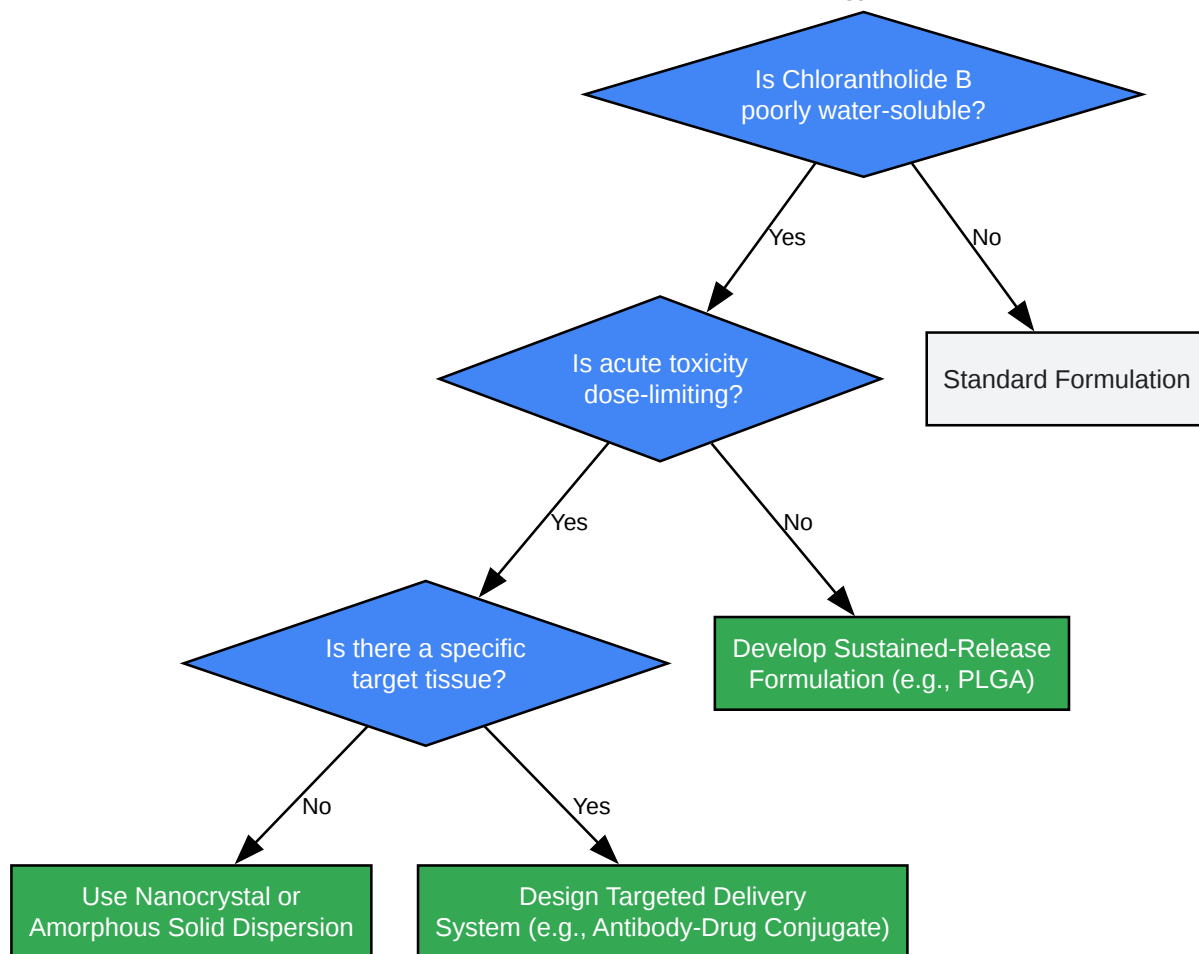 Is Chlorantholide B
poorly water-soluble?
Yes
No
Is acute toxicity
dose-limiting?
Standard Formulation
Yes
No
Is there a specific
target tissue?
Develop Sustained-Release
Formulation (e.g., PLGA)
No
Yes
Use Nanocrystal or
Amorphous Solid Dispersion
Design Targeted Delivery
System (e.g., Antibody-Drug Conjugate)